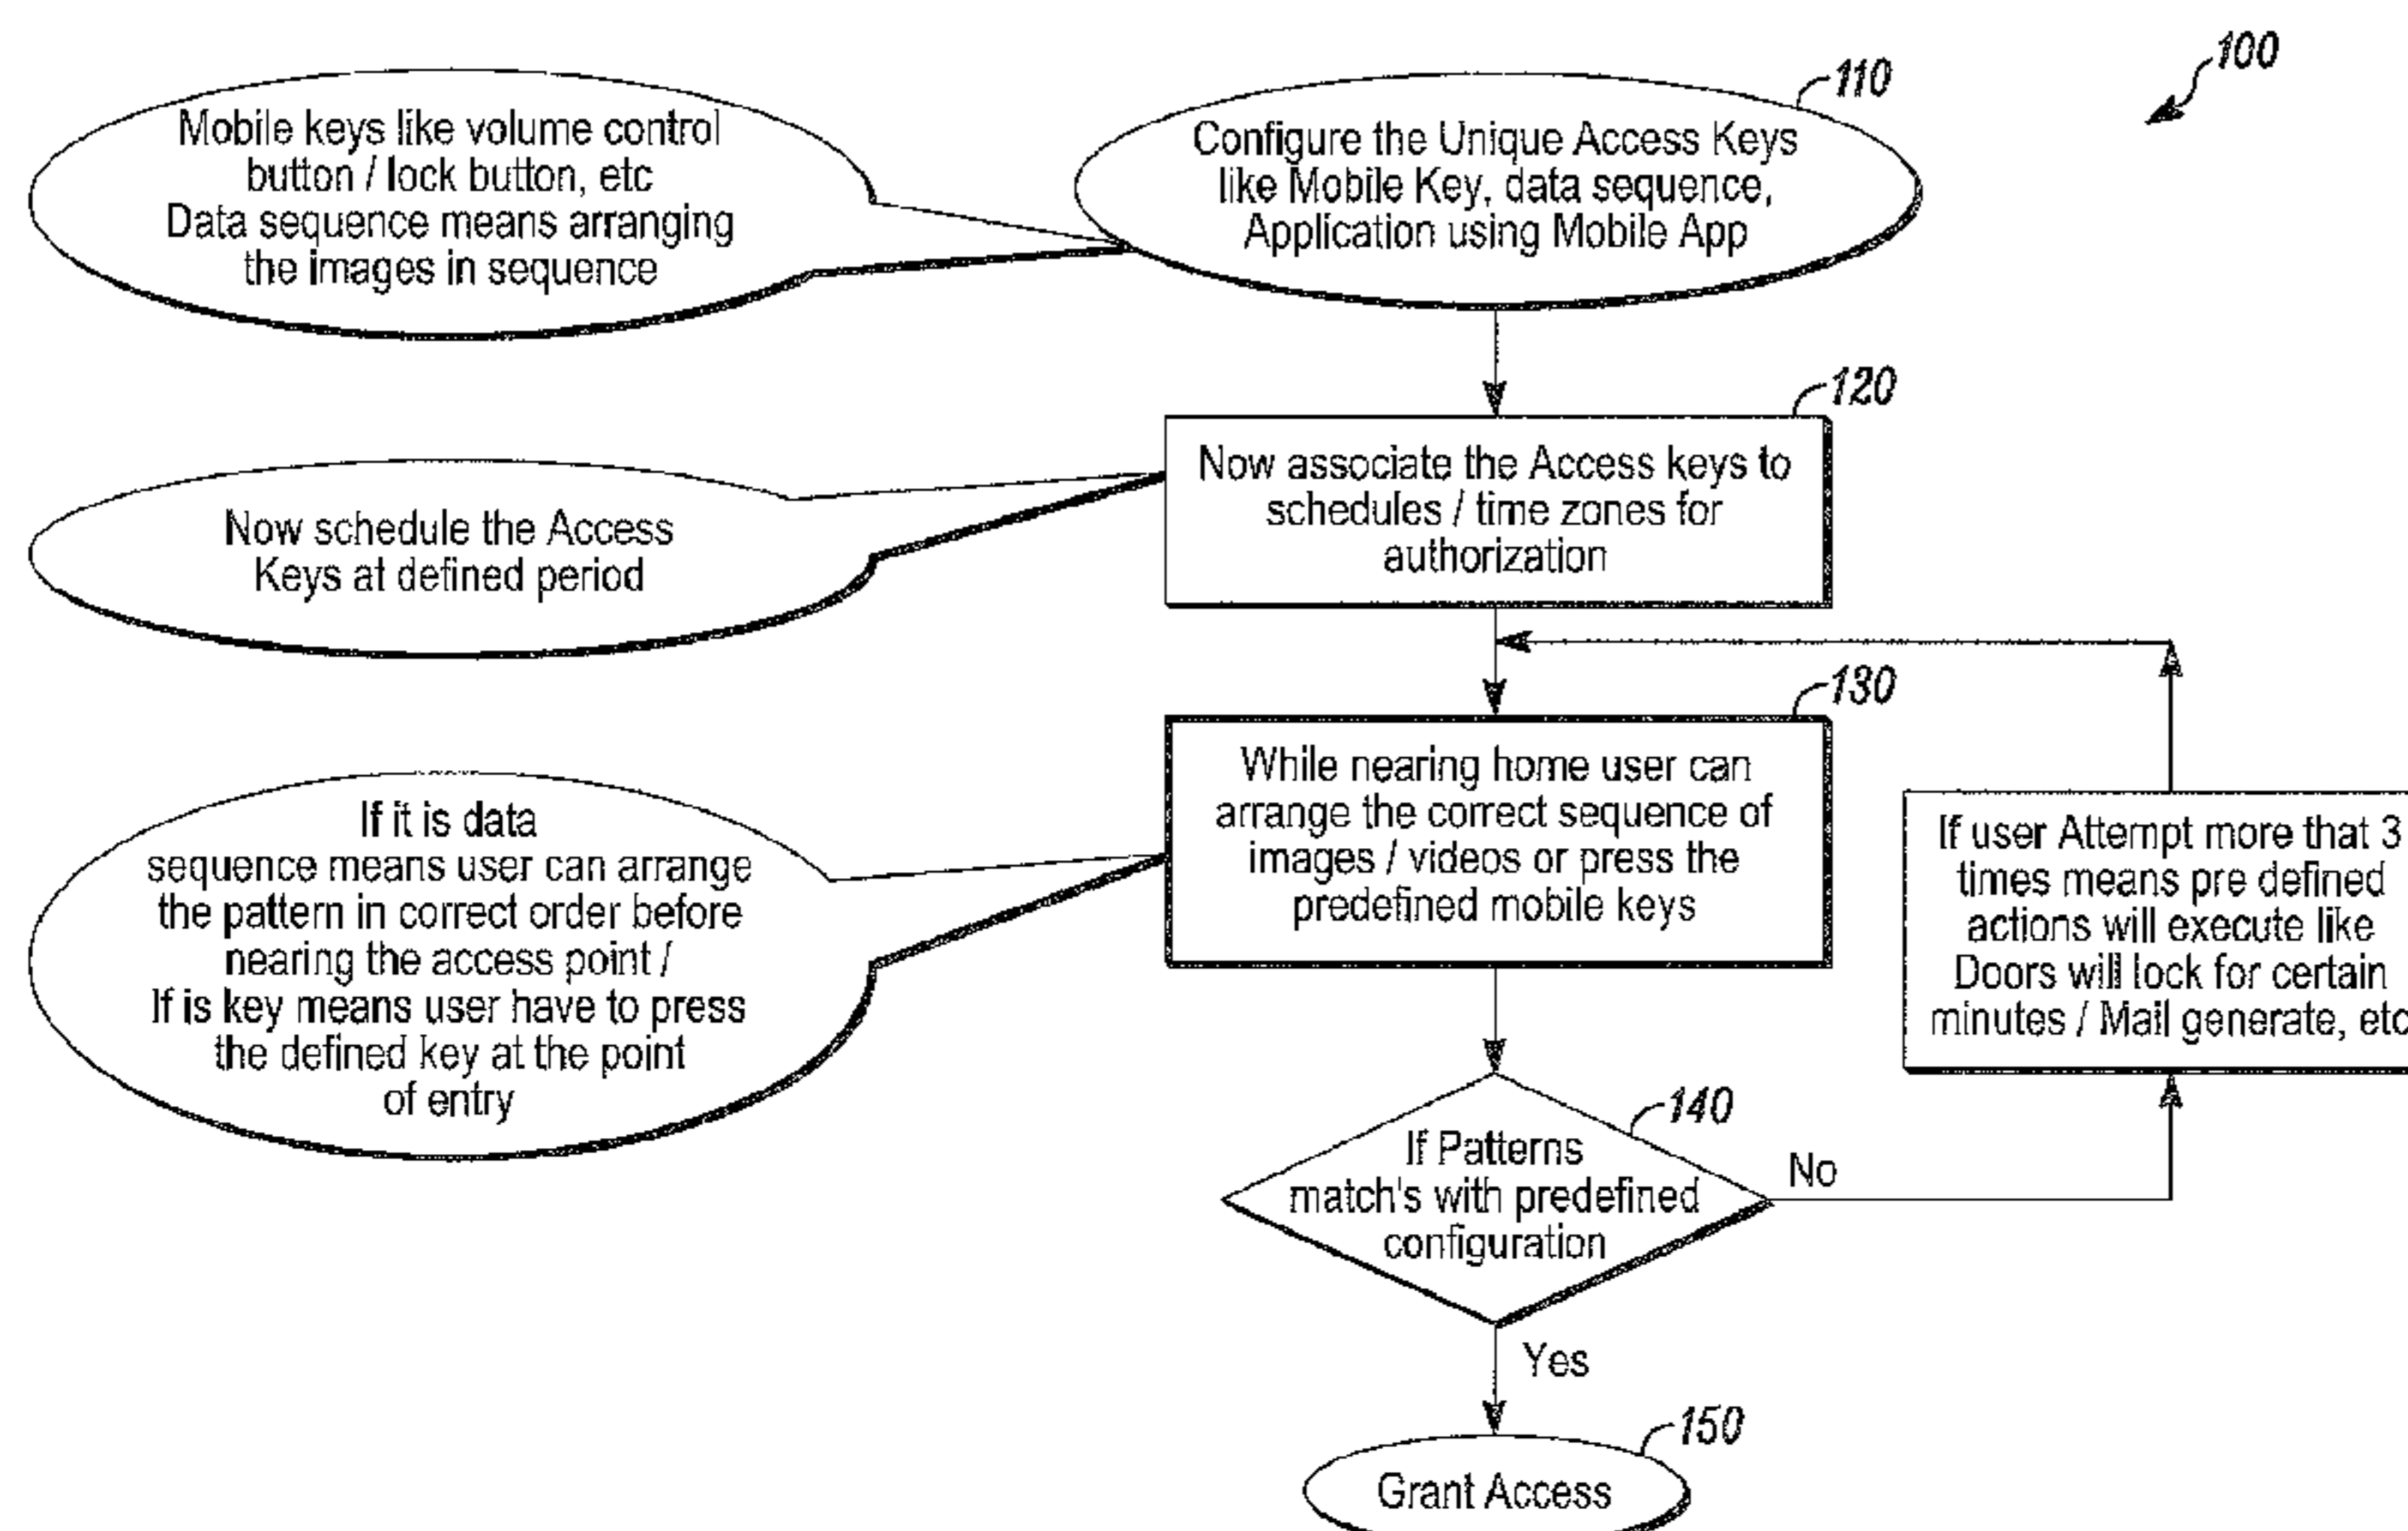 100
Mobile keys like volume control
button / lock button, etc
Data sequence means arranging
the images in sequence
110
Configure the Unique Access Keys
like Mobile Key, data sequence,
Application using Mobile App
120
Now associate the Access keys to
schedules / time zones for
authorization
Now schedule the Access
Keys at defined period
130
While nearing home user can
arrange the correct sequence of
images / videos or press the
predefined mobile keys
If it is data
sequence means user can arrange
the pattern in correct order before
nearing the access point /
If is key means user have to press
the defined key at the point
of entry
If user Attempt more that 3
times means pre defined
actions will execute like
Doors will lock for certain
minutes / Mail generate, etc
140
If Patterns
match's with predefined
configuration
No
Yes
150
Grant Access